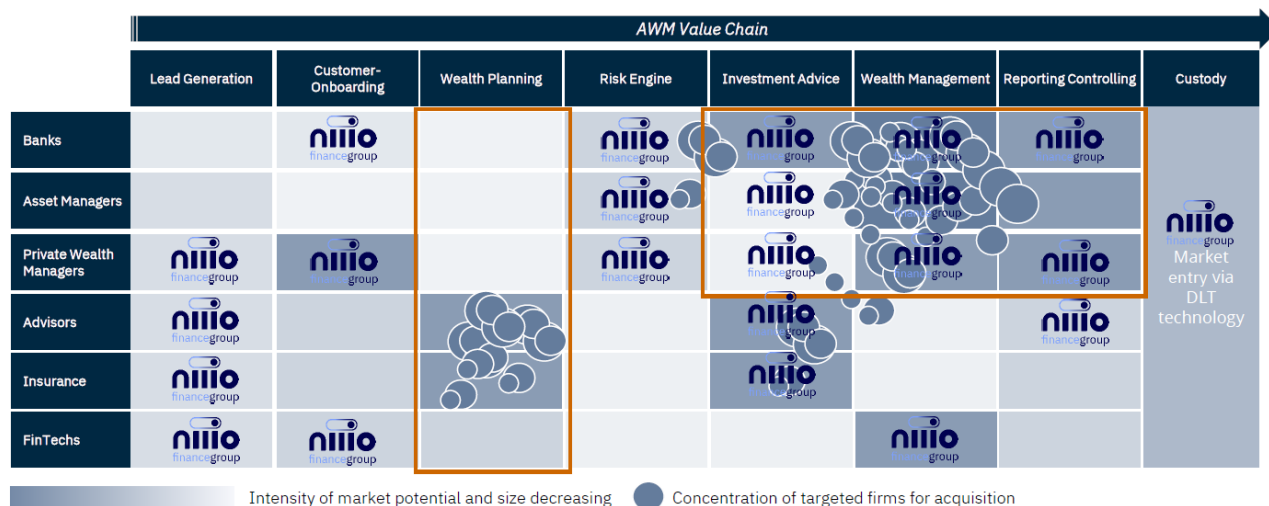 AWM Value Chain
Lead Generation
Customer-
Onboarding
Wealth Planning
Risk Engine
Investment Advice
Wealth Management
Reporting Controlling
Custody
Banks
niiio
financegroup
niiio
financegroup
niiio
financegroup
niiio
financegroup
niiio
financegroup
Asset Managers
niiio
financegroup
niiio
financegroup
niiio
financegroup
niiio
financegroup
Market
entry via
DLT
technology
Private Wealth
Managers
niiio
financegroup
niiio
financegroup
niiio
financegroup
niiio
financegroup
niiio
financegroup
niiio
financegroup
Advisors
niiio
financegroup
niiio
financegroup
niiio
financegroup
Insurance
niiio
financegroup
niiio
financegroup
FinTechs
niiio
financegroup
niiio
financegroup
niiio
financegroup
Intensity of market potential and size decreasing
Concentration of targeted firms for acquisition